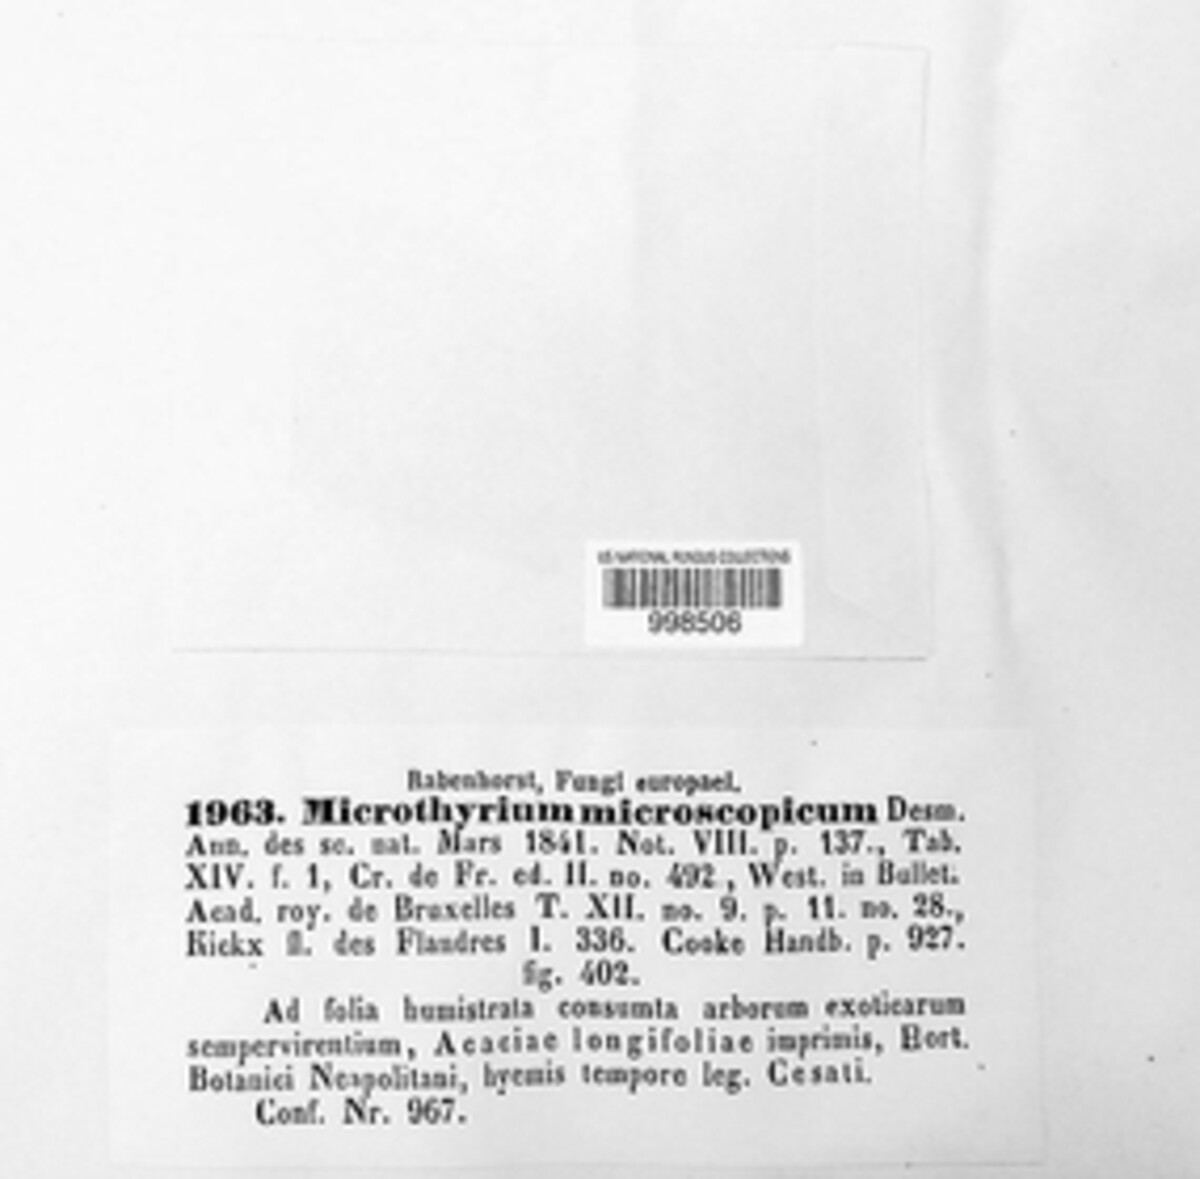 US NATIONAL FUNGUS COLLECTIONS
998506
Rabenhorst, Fungi europaei.
1963. Microthyrium microscopicum Desm.
Ann. des sc. nat. Mars 1841. Not. VIII. p. 137., Tab.
XIV. f. 1, Cr. de Fr. ed. II. no. 492, West. in Bullet.
Acad. roy. de Bruxelles T. XII. no. 9. p. 11. no. 28.,
Kickx fl. des Flandres I. 336. Cooke Handb. p. 927.
fig. 402.
Ad folia humistrata consumta arborum exoticarum
sempervirentium, Acaciae longifoliae imprimis, Hort.
Botanici Neapolitani, hyemis tempore leg. Cesati.
Conf. Nr. 967.